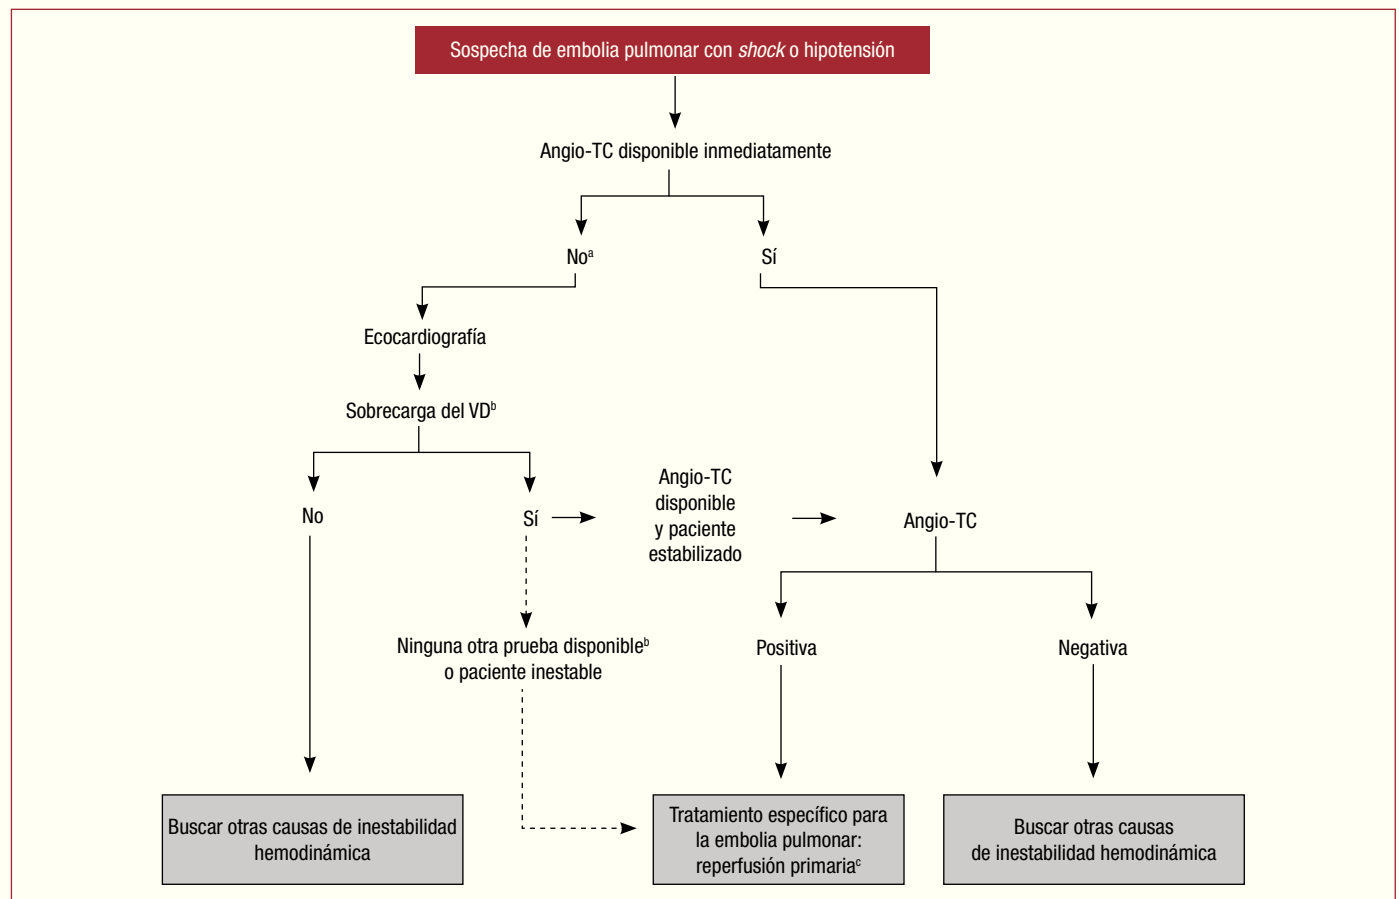 Sospecha de embolia pulmonar con shock o hipotensión
Angio-TC disponible inmediatamente
Noᵃ
Sí
Ecocardiografía
Sobrecarga del VDᵇ
No
Sí
Angio-TC
disponible
y paciente
estabilizado
Angio-TC
Ninguna otra prueba disponibleᵇ
o paciente inestable
Positiva
Negativa
Buscar otras causas de inestabilidad
hemodinámica
Tratamiento específico para
la embolia pulmonar:
reperfusión primariaᶜ
Buscar otras causas
de inestabilidad hemodinámica